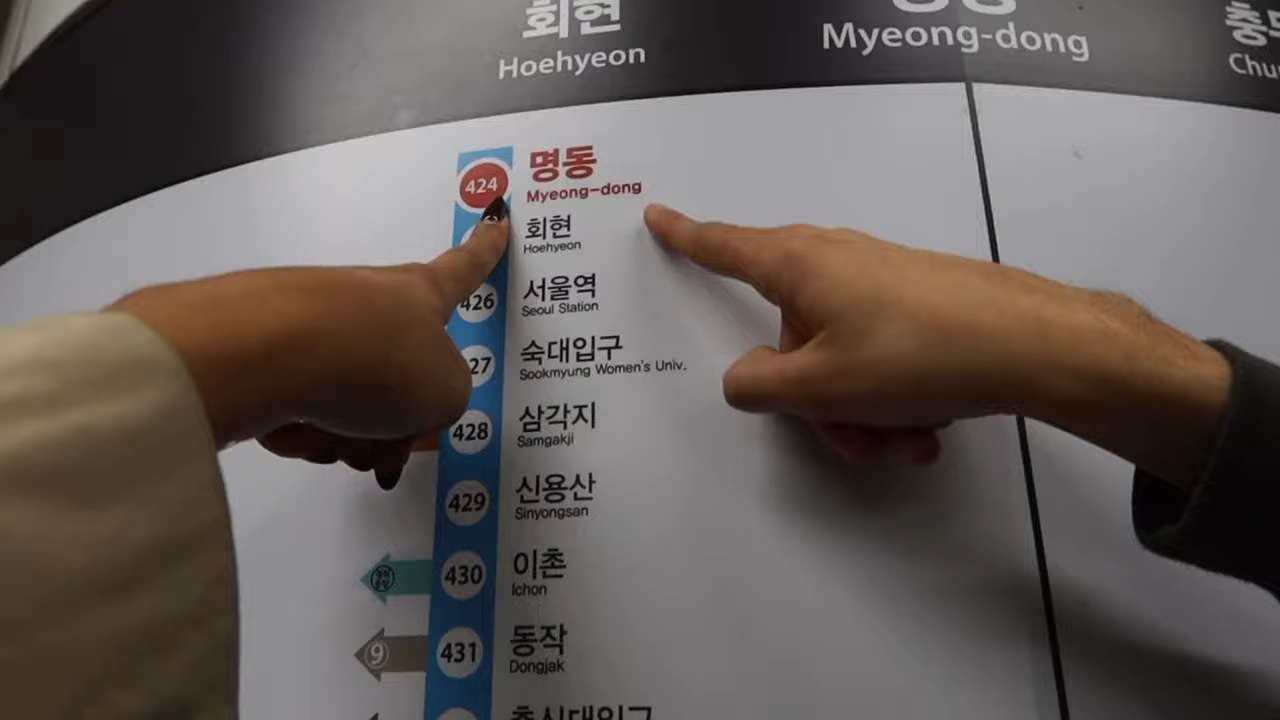 회현
Hoehyeon
Myeong-dong
424
명동
Myeong-dong
회현
Hoehyeon
426
서울역
Seoul Station
27
숙대입구
Sookmyung Women's Univ.
428
삼각지
Samgakji
429
신용산
Sinyongsan
430
이촌
Ichon
9
431
동작
Dongjak